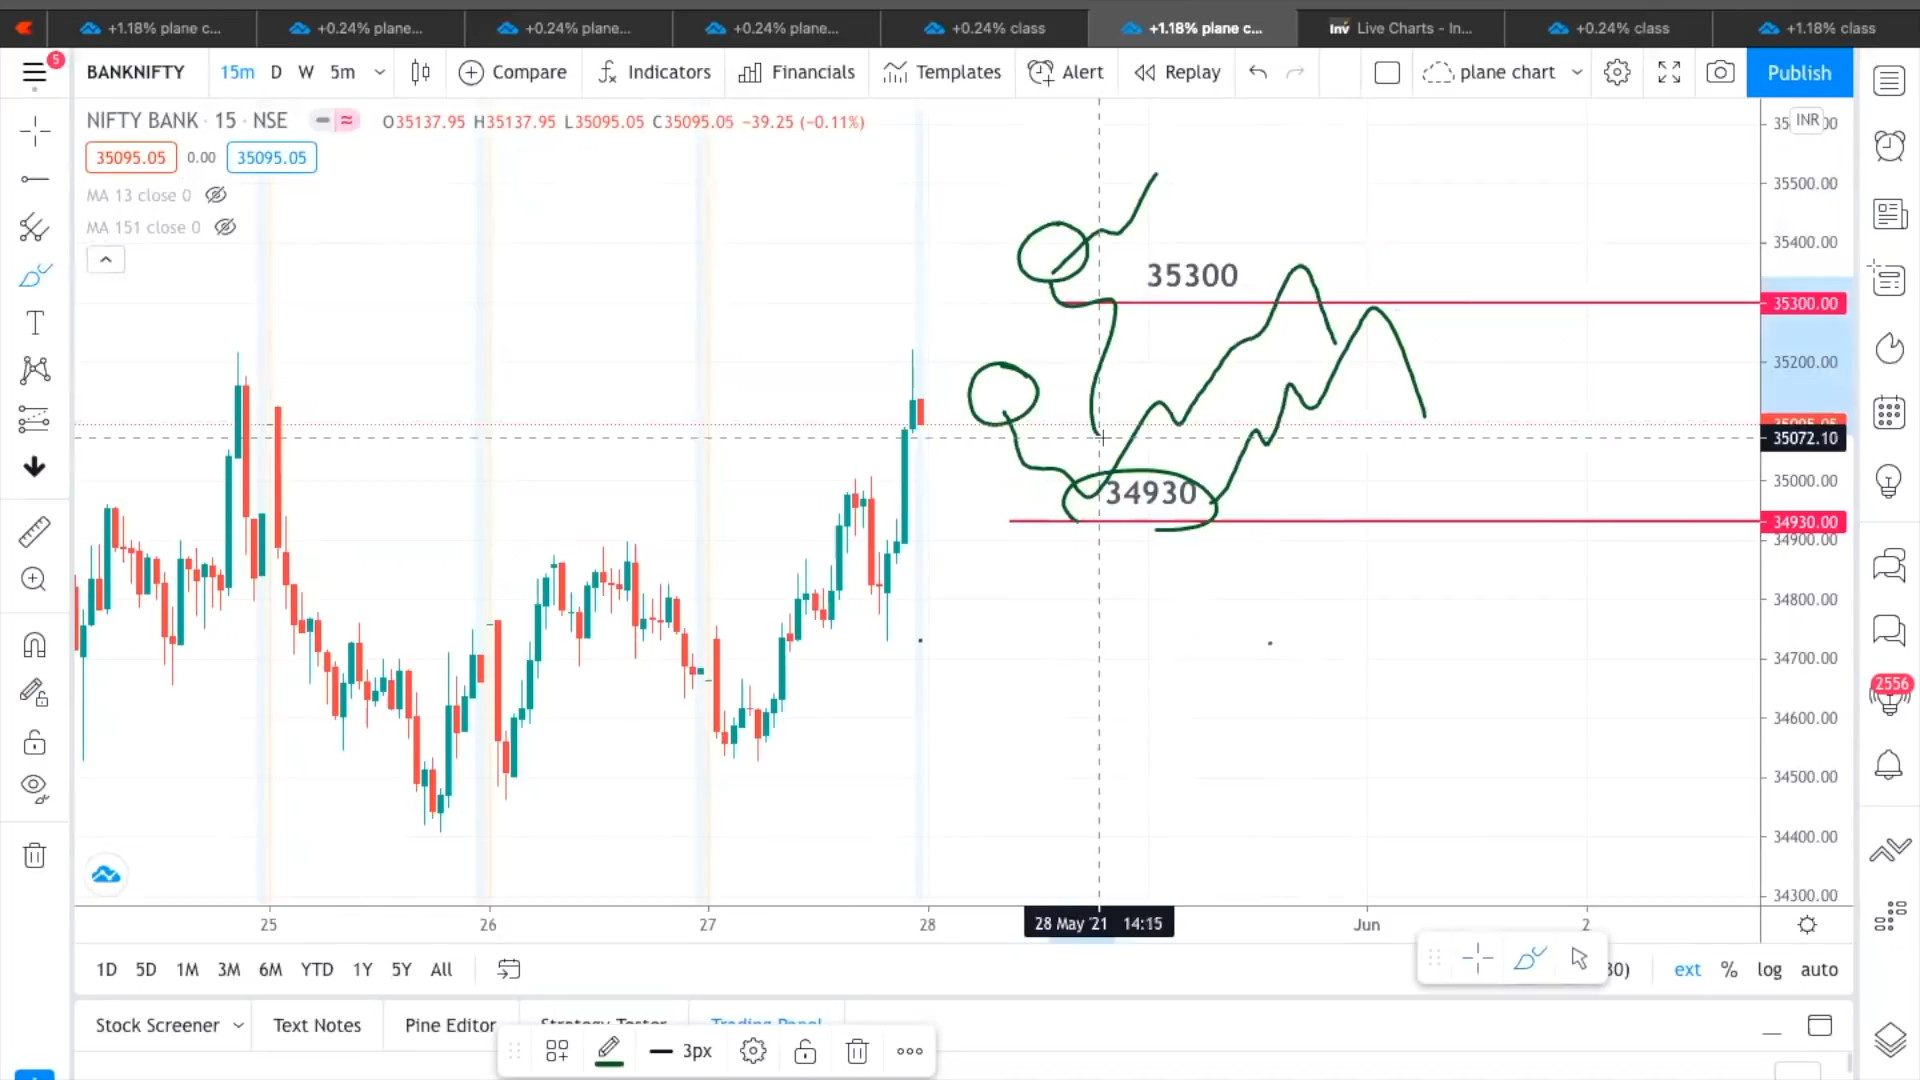 +1.18% plane c... +0.24% plane... +0.24% plane... +0.24% plane... +0.24% class +1.18% plane c... Inv Live Charts - In... +0.24% class +1.18% class
5
BANKNIFTY 15m D W 5m Compare Indicators Financials Templates Alert Replay plane chart Publish
NIFTY BANK · 15 · NSE O35137.95 H35137.95 L35095.05 C35095.05 −39.25 (−0.11%)
INR
35095.05 0.00 35095.05
MA 13 close 0
MA 151 close 0
35500.00
35400.00
35300
35300.00
35200.00
35072.10
35000.00
34930
34930.00
34900.00
34800.00
34700.00
2556
34600.00
34500.00
34400.00
34300.00
25 26 27 28 28 May '21 14:15 Jun 2
1D 5D 1M 3M 6M YTD 1Y 5Y All ext % log auto
Stock Screener Text Notes Pine Editor Strategy Tester Trading Panel
3px